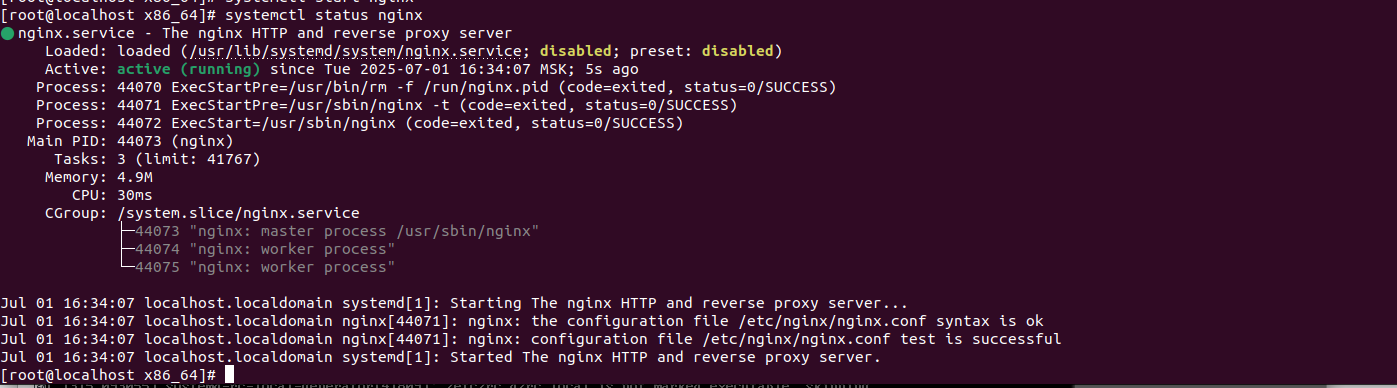 [root@localhost x86_64]# systemctl start nginx
[root@localhost x86_64]# systemctl status nginx
● nginx.service - The nginx HTTP and reverse proxy server
     Loaded: loaded (/usr/lib/systemd/system/nginx.service; disabled; preset: disabled)
     Active: active (running) since Tue 2025-07-01 16:34:07 MSK; 5s ago
    Process: 44070 ExecStartPre=/usr/bin/rm -f /run/nginx.pid (code=exited, status=0/SUCCESS)
    Process: 44071 ExecStartPre=/usr/sbin/nginx -t (code=exited, status=0/SUCCESS)
    Process: 44072 ExecStart=/usr/sbin/nginx (code=exited, status=0/SUCCESS)
   Main PID: 44073 (nginx)
      Tasks: 3 (limit: 41767)
     Memory: 4.9M
        CPU: 30ms
     CGroup: /system.slice/nginx.service
             ├─44073 "nginx: master process /usr/sbin/nginx"
             ├─44074 "nginx: worker process"
             └─44075 "nginx: worker process"
Jul 01 16:34:07 localhost.localdomain systemd[1]: Starting The nginx HTTP and reverse proxy server...
Jul 01 16:34:07 localhost.localdomain nginx[44071]: nginx: the configuration file /etc/nginx/nginx.conf syntax is ok
Jul 01 16:34:07 localhost.localdomain nginx[44071]: nginx: configuration file /etc/nginx/nginx.conf test is successful
Jul 01 16:34:07 localhost.localdomain systemd[1]: Started The nginx HTTP and reverse proxy server.
[root@localhost x86_64]#